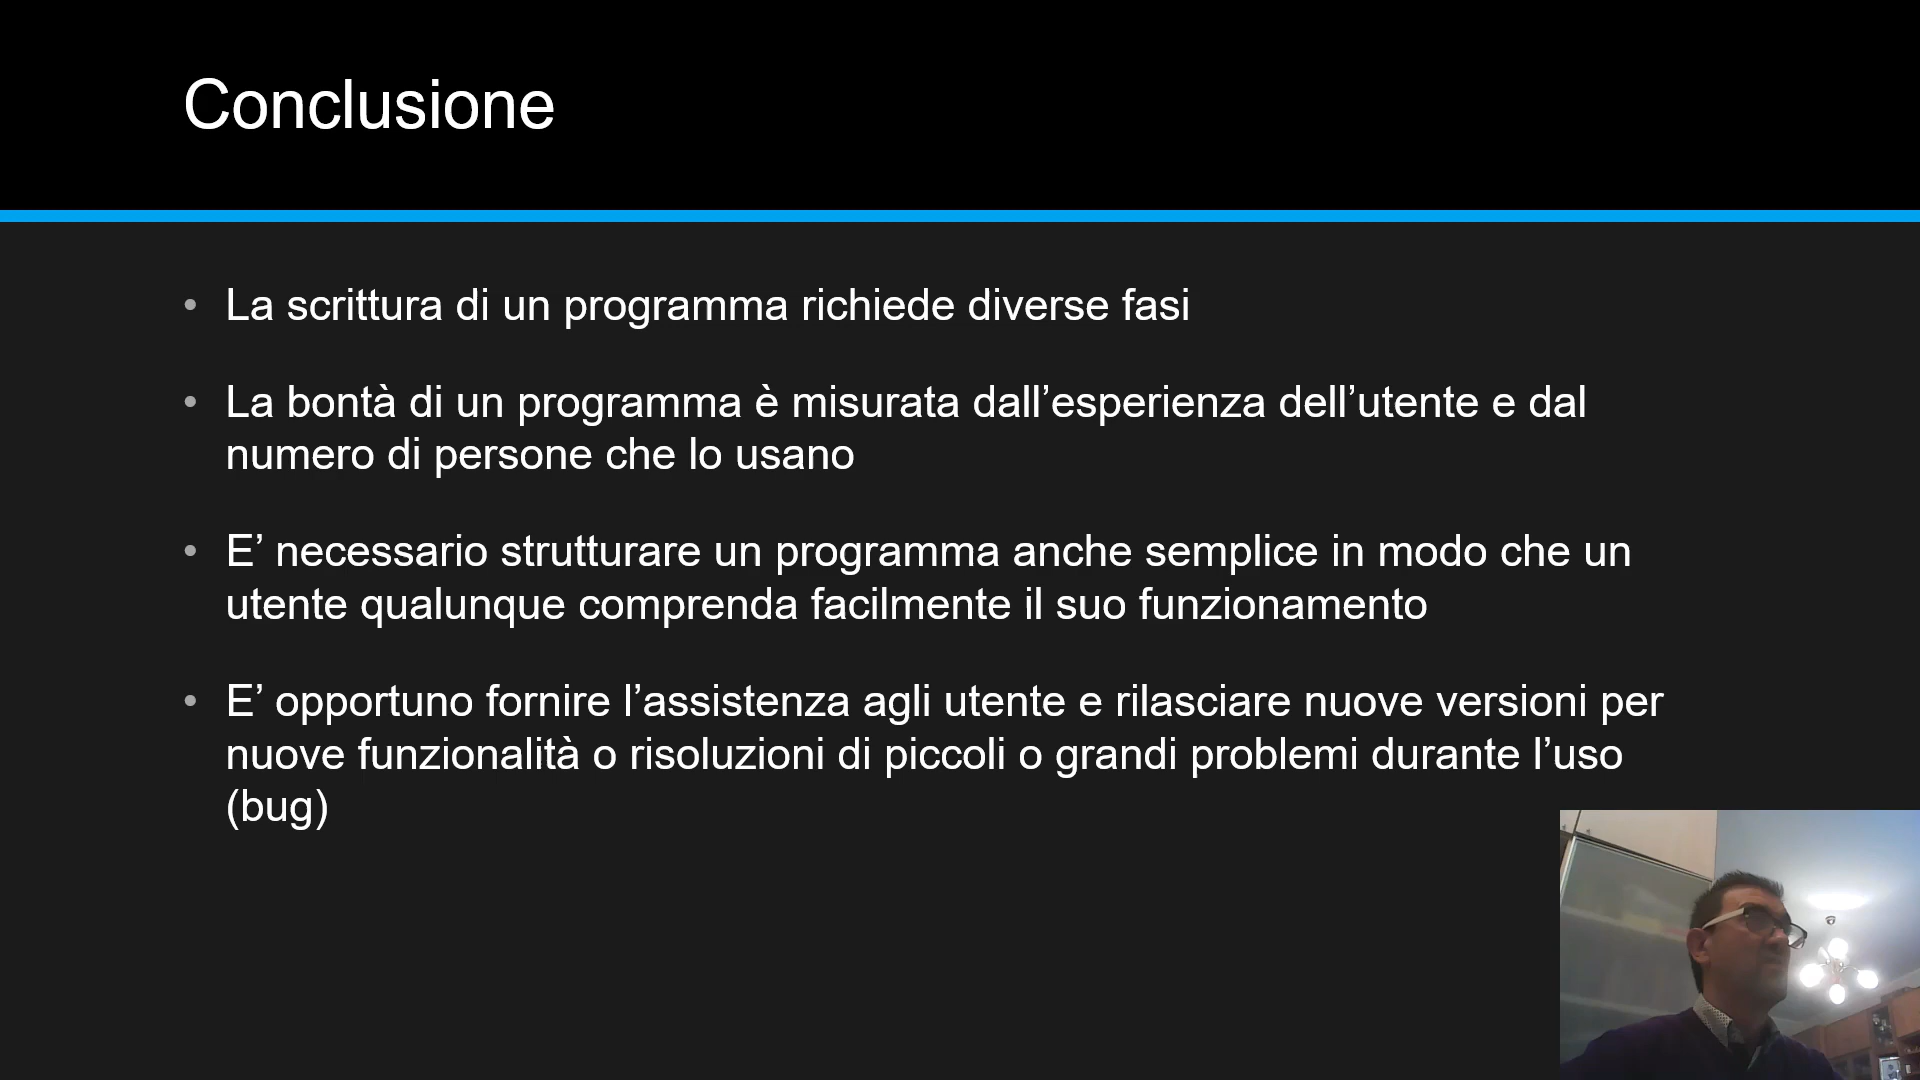 Conclusione
• La scrittura di un programma richiede diverse fasi
• La bontà di un programma è misurata dall’esperienza dell’utente e dal
numero di persone che lo usano
• E’ necessario strutturare un programma anche semplice in modo che un
utente qualunque comprenda facilmente il suo funzionamento
• E’ opportuno fornire l’assistenza agli utente e rilasciare nuove versioni per
nuove funzionalità o risoluzioni di piccoli o grandi problemi durante l’uso
(bug)